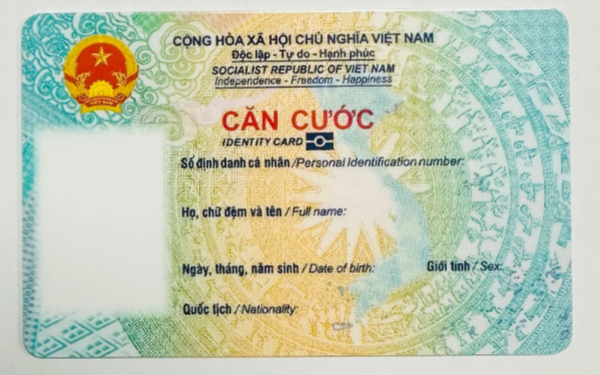 CỘNG HÒA XÃ HỘI CHỦ NGHĨA VIỆT NAM
Độc lập - Tự do - Hạnh phúc
SOCIALIST REPUBLIC OF VIET NAM
Independence - Freedom - Happiness
CĂN CƯỚC
IDENTITY CARD
Số định danh cá nhân / Personal Identification number:
Họ, chữ đệm và tên / Full name:
Ngày, tháng, năm sinh / Date of birth: Giới tính / Sex:
Quốc tịch / Nationality: